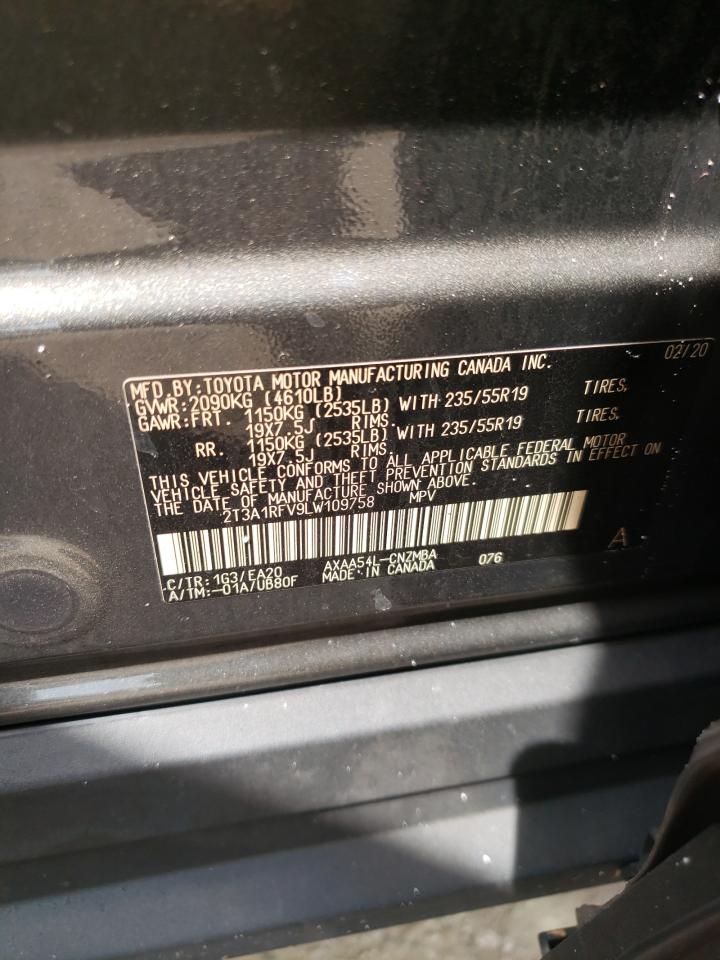 MFD.BY:TOYOTA MOTOR MANUFACTURING CANADA INC. 02/20
GVWR:2090KG (4610LB)
GAWR:FRT. 1150KG (2535LB) WITH 235/55R19 TIRES,
19X7.5J RIMS.
RR. 1150KG (2535LB) WITH 235/55R19 TIRES,
19X7.5J RIMS.
THIS VEHICLE CONFORMS TO ALL APPLICABLE FEDERAL MOTOR
VEHICLE SAFETY AND THEFT PREVENTION STANDARDS IN EFFECT ON
THE DATE OF MANUFACTURE SHOWN ABOVE.
2T3A1RFV9LW109758 MPV
A
C/TR:1G3/EA20 AXAA54L-CNZMBA 076
A/TM:-01A/UB80F MADE IN CANADA